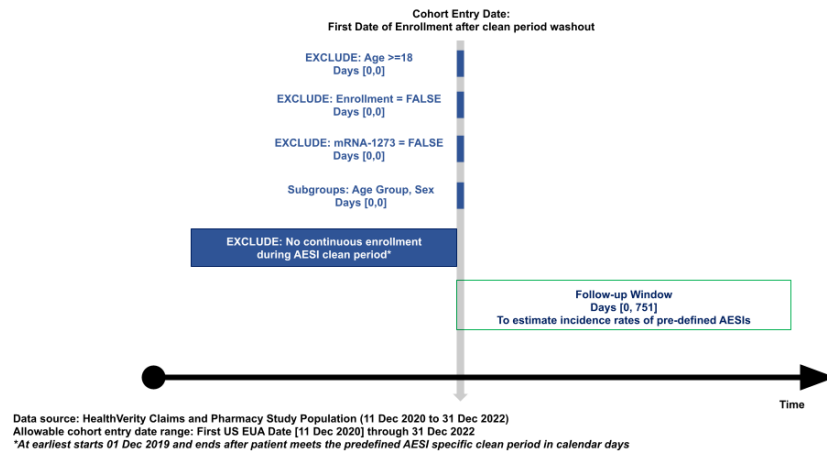 Cohort Entry Date:
First Date of Enrollment after clean period washout
EXCLUDE: Age >=18
Days [0,0]
EXCLUDE: Enrollment = FALSE
Days [0,0]
EXCLUDE: mRNA-1273 = FALSE
Days [0,0]
Subgroups: Age Group, Sex
Days [0,0]
EXCLUDE: No continuous enrollment
during AESI clean period*
Follow-up Window
Days [0, 751]
To estimate incidence rates of pre-defined AESIs
Time
Data source: HealthVerity Claims and Pharmacy Study Population (11 Dec 2020 to 31 Dec 2022)
Allowable cohort entry date range: First US EUA Date [11 Dec 2020] through 31 Dec 2022
*At earliest starts 01 Dec 2019 and ends after patient meets the predefined AESI specific clean period in calendar days